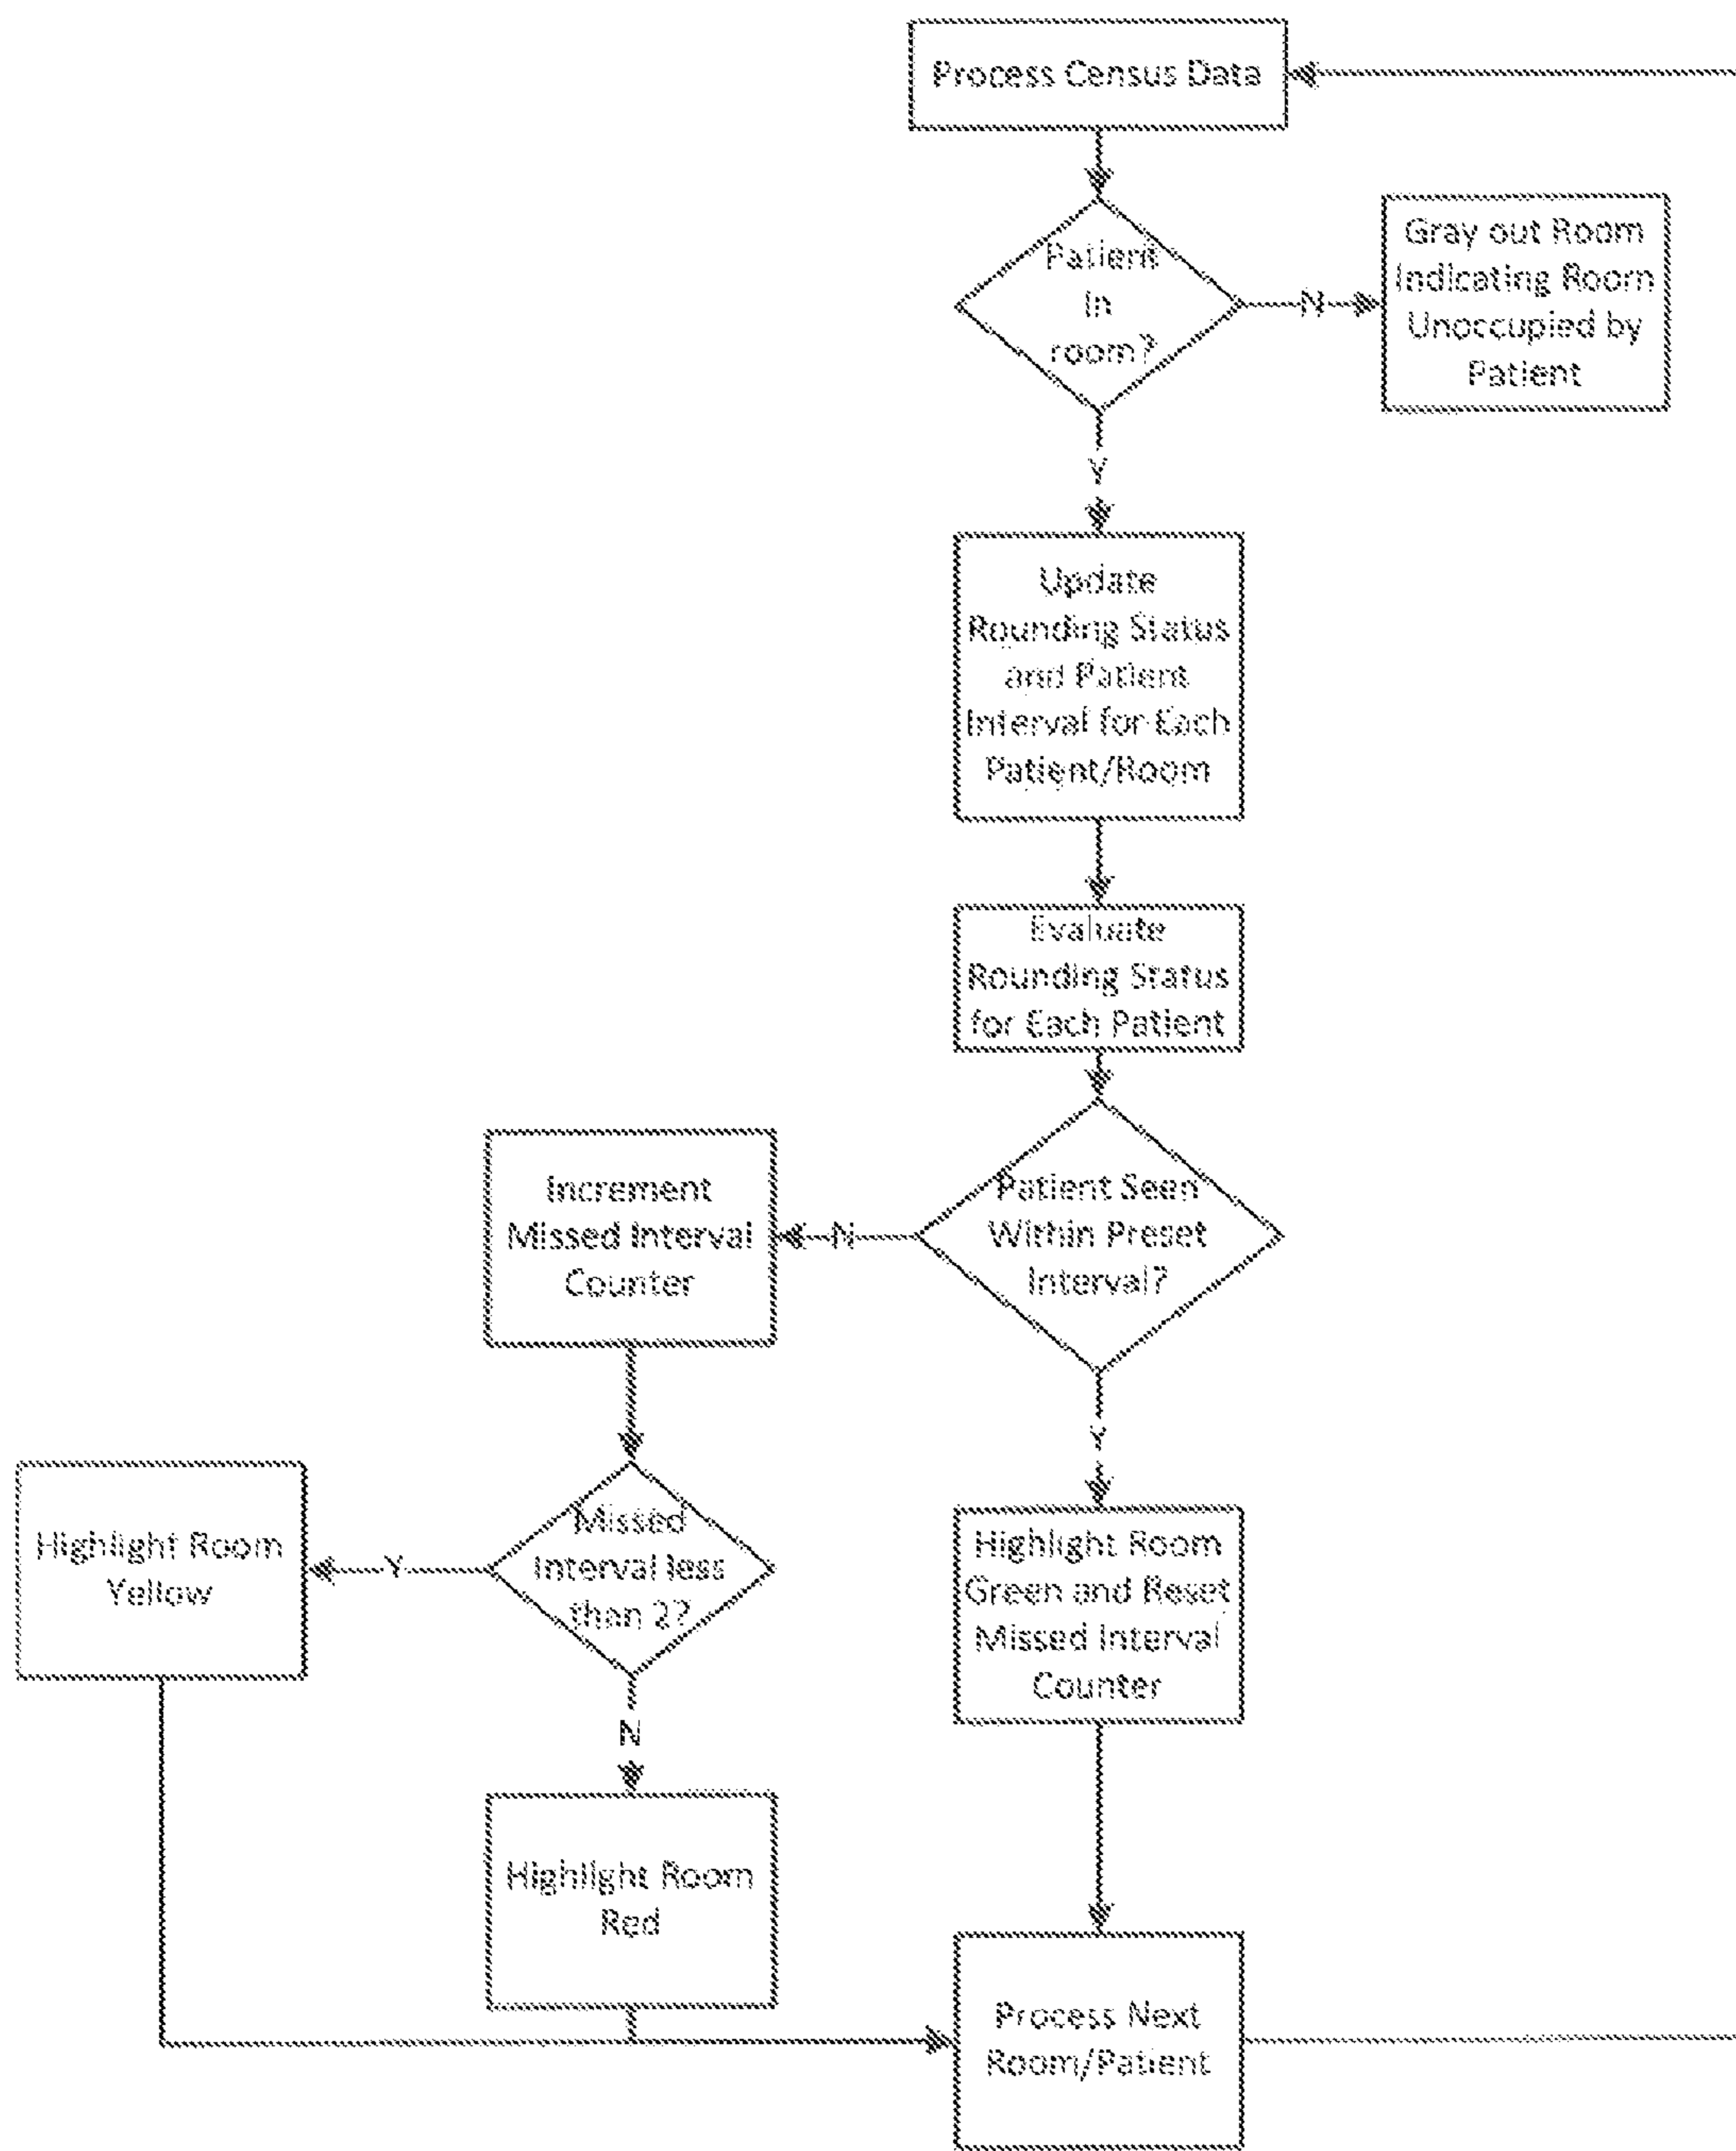 Process Census Data
Patient
in
room?
N
Gray out Room
Indicating Room
Unoccupied by
Patient
Y
Update
Rounding Status
and Patient
Interval for Each
Patient/Room
Evaluate
Rounding Status
for Each Patient
Patient Seen
Within Preset
Interval?
N
Increment
Missed Interval
Counter
Y
Missed
Interval less
than 2?
Y
Highlight Room
Yellow
Highlight Room
Green and Reset
Missed Interval
Counter
N
Highlight Room
Red
Process Next
Room/Patient